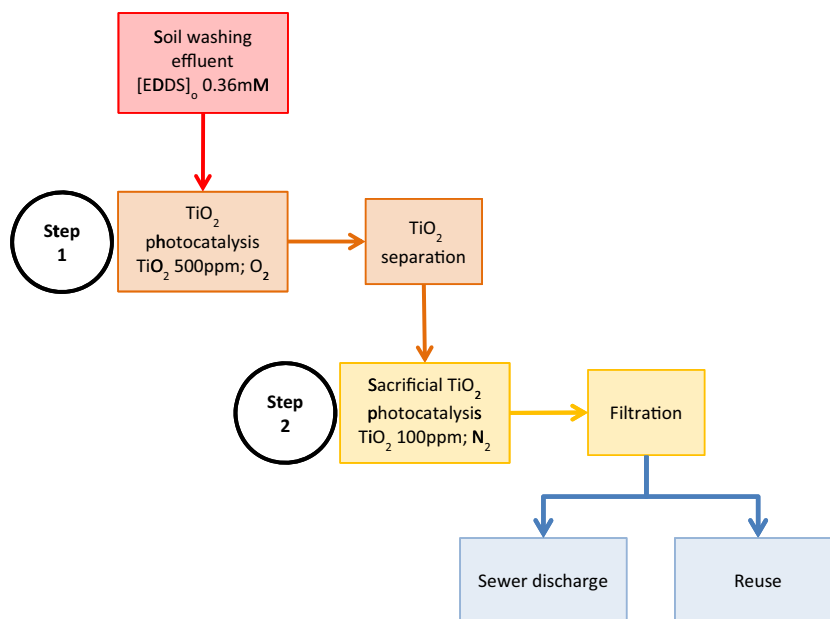 Soil washing
effluent
[EDDS]₀ 0.36mM
Step
1
TiO₂
photocatalysis
TiO₂ 500ppm; O₂
TiO₂
separation
Step
2
Sacrificial TiO₂
photocatalysis
TiO₂ 100ppm; N₂
Filtration
Sewer discharge
Reuse